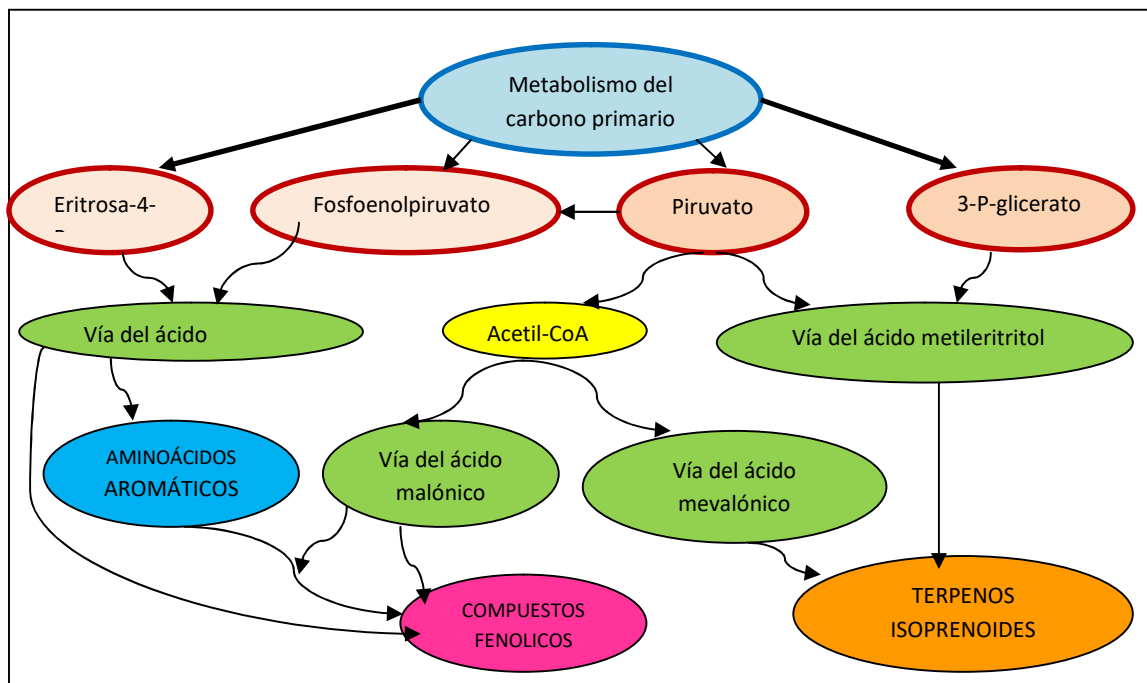 Metabolismo del
carbono primario
Eritrosa-4-
Fosfoenolpiruvato
Piruvato
3-P-glicerato
Vía del ácido
Acetil-CoA
Vía del ácido metileritritol
AMINOÁCIDOS
AROMÁTICOS
Vía del ácido
malónico
Vía del ácido
mevalónico
COMPUESTOS
FENOLICOS
TERPENOS
ISOPRENOIDES